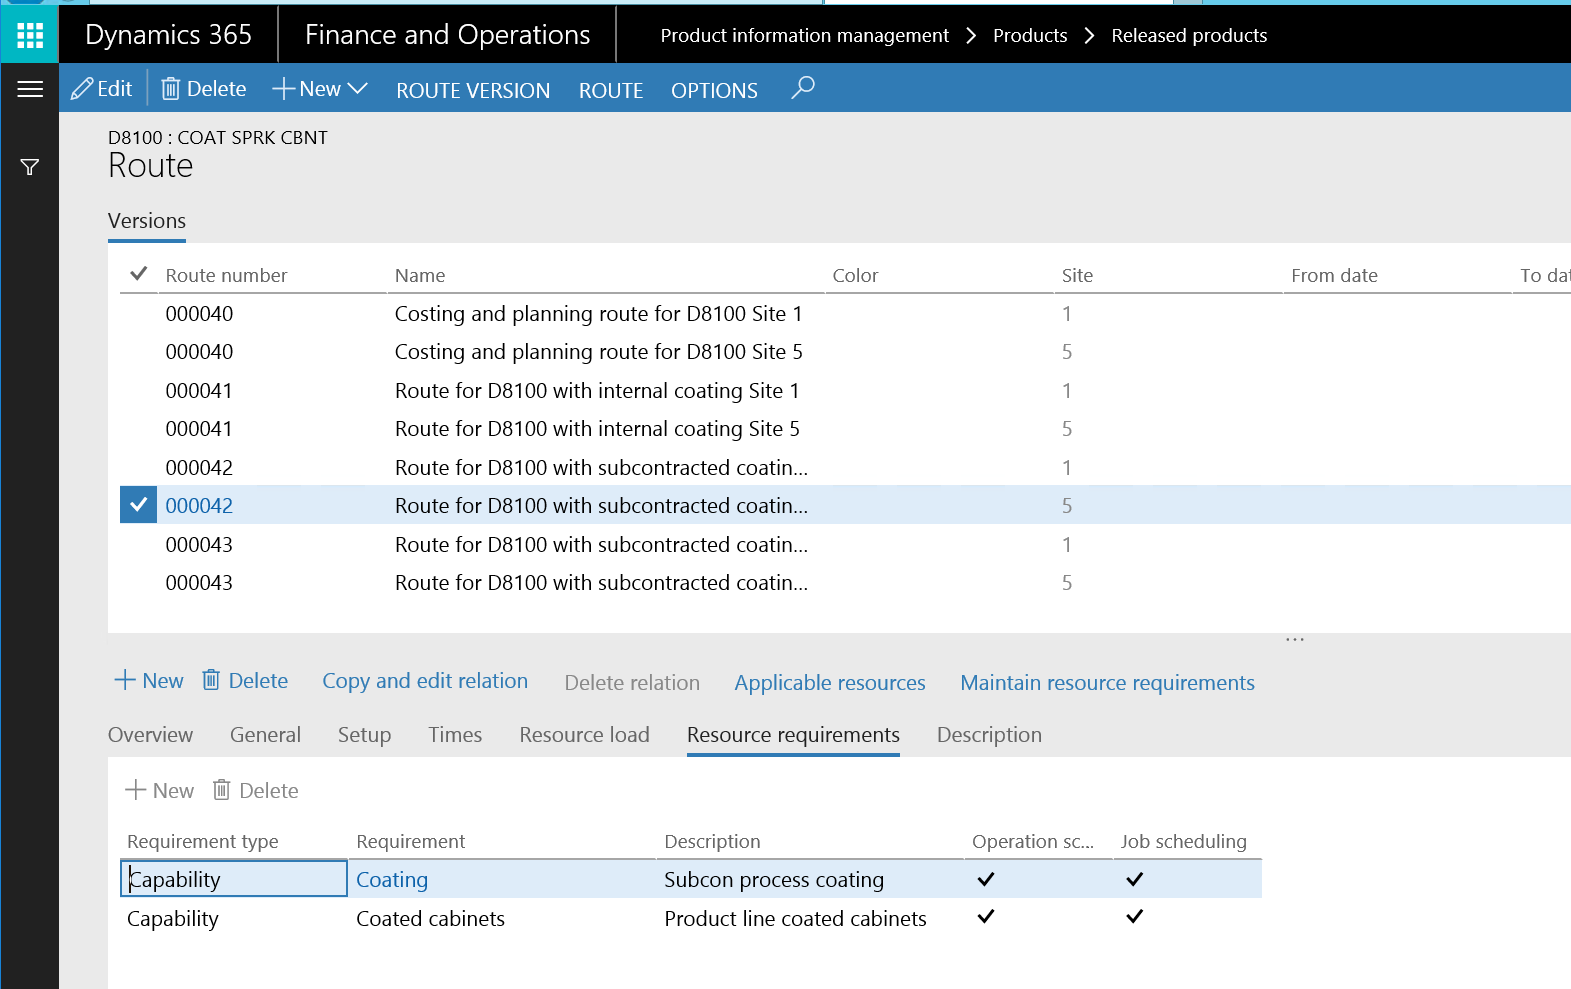 Dynamics 365 Finance and Operations Product information management > Products > Released products
Edit Delete New ROUTE VERSION ROUTE OPTIONS
D8100 : COAT SPRK CBNT
Route
Versions
Route number Name Color Site From date To dat
000040 Costing and planning route for D8100 Site 1 1
000040 Costing and planning route for D8100 Site 5 5
000041 Route for D8100 with internal coating Site 1 1
000041 Route for D8100 with internal coating Site 5 5
000042 Route for D8100 with subcontracted coatin... 1
000042 Route for D8100 with subcontracted coatin... 5
000043 Route for D8100 with subcontracted coatin... 1
000043 Route for D8100 with subcontracted coatin... 5
...
+ New Delete Copy and edit relation Delete relation Applicable resources Maintain resource requirements
Overview General Setup Times Resource load Resource requirements Description
+ New Delete
Requirement type Requirement Description Operation sc... Job scheduling
Capability Coating Subcon process coating
Capability Coated cabinets Product line coated cabinets